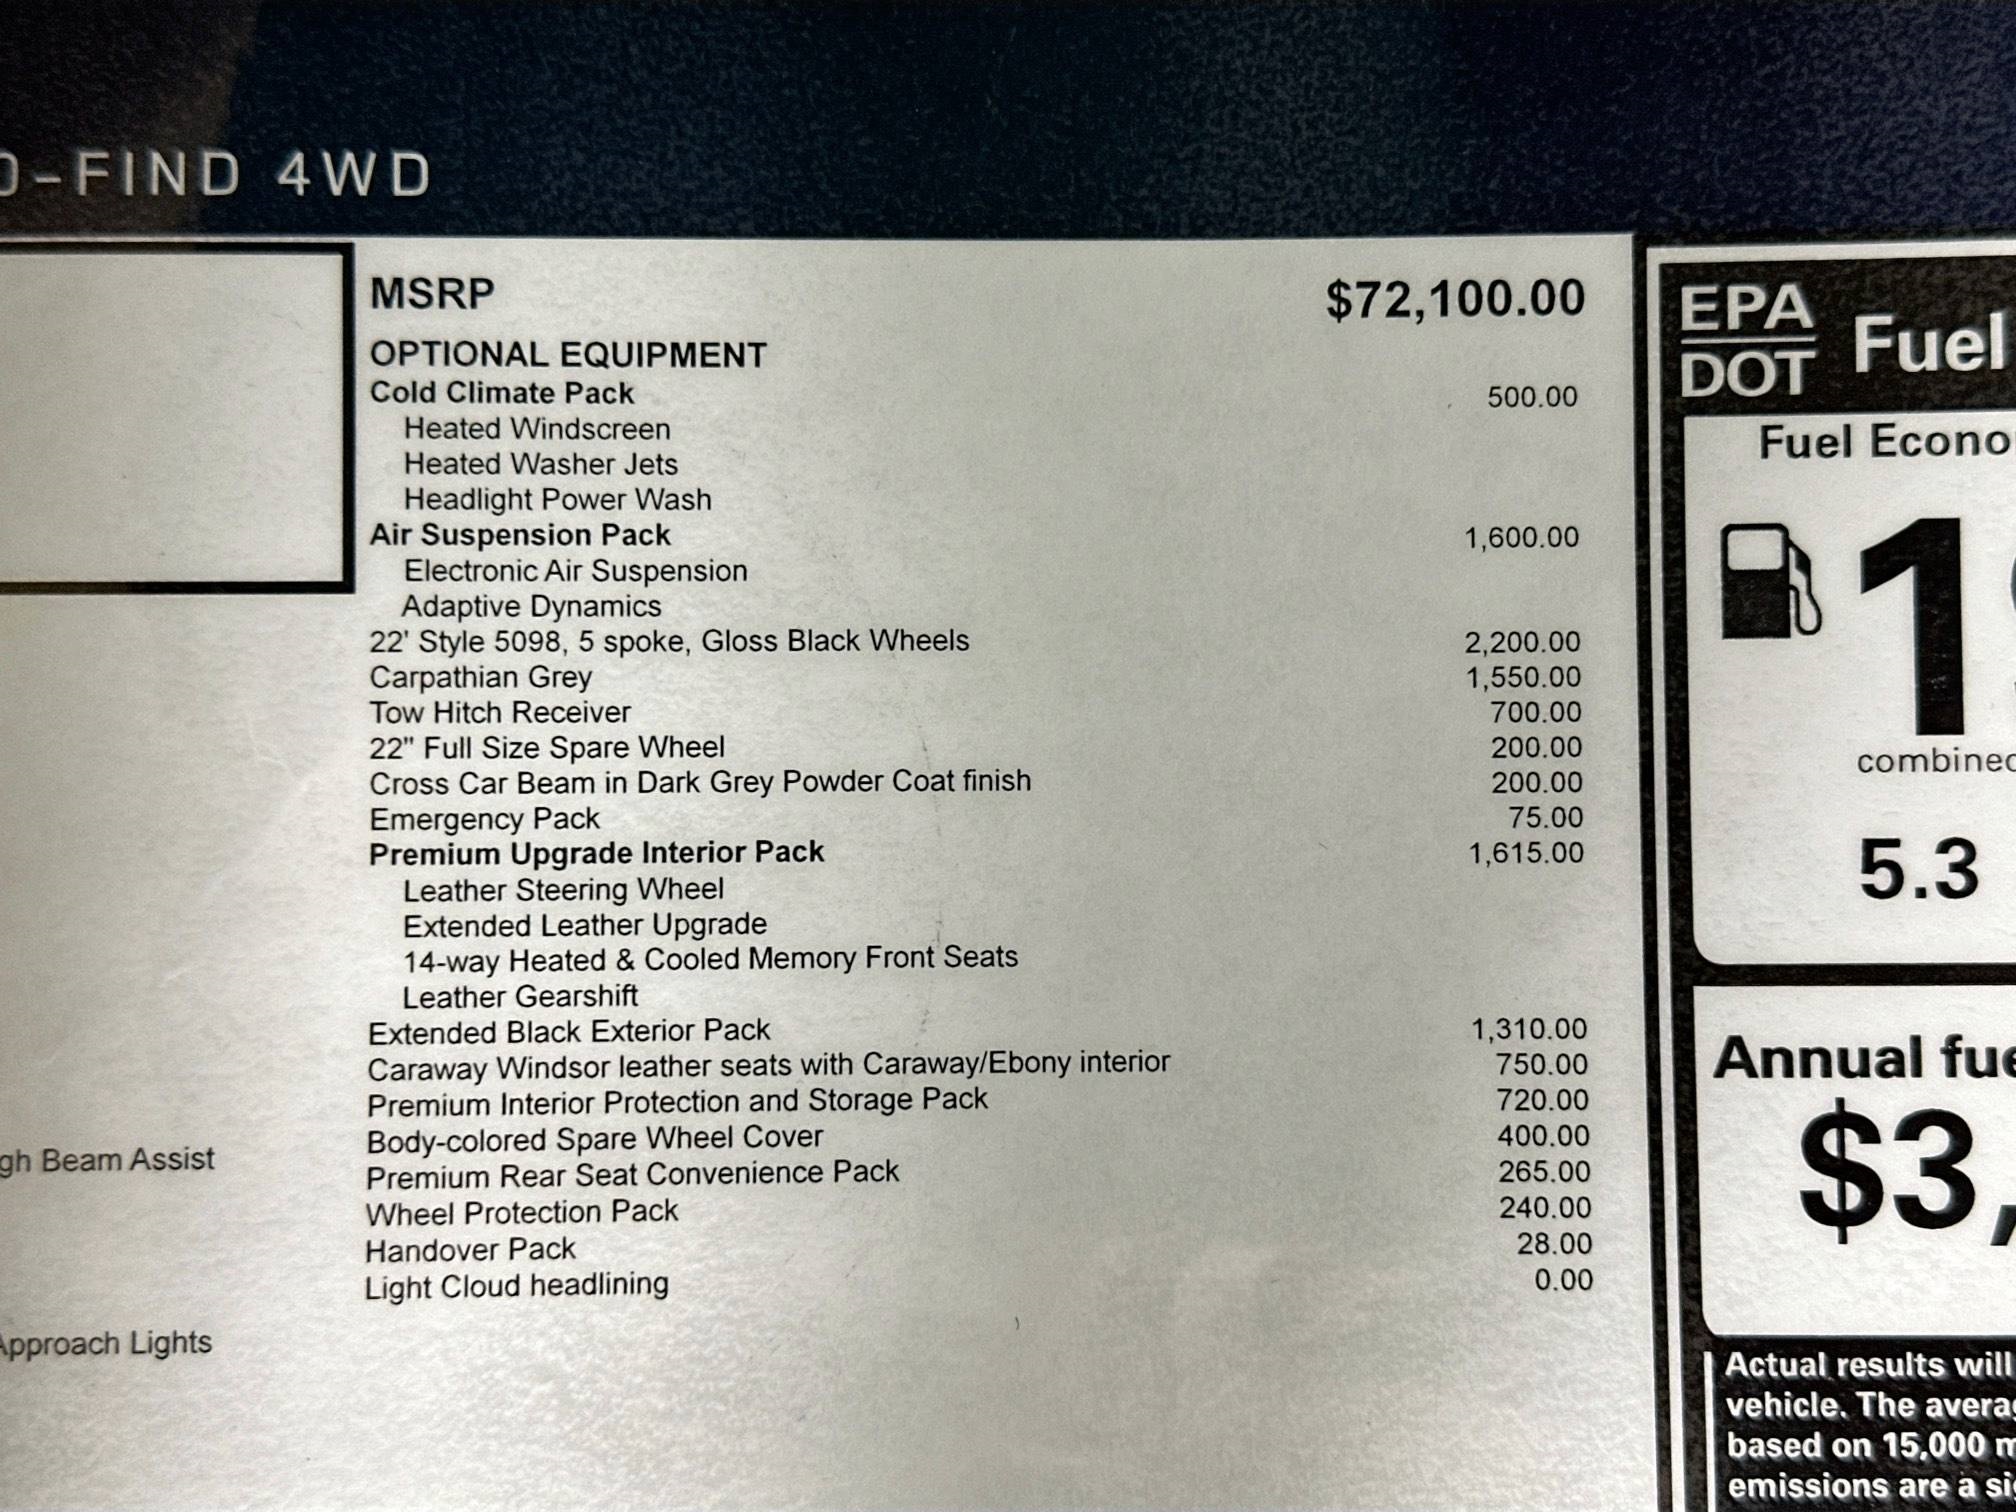 -FIND 4WD
MSRP $72,100.00
OPTIONAL EQUIPMENT
Cold Climate Pack 500.00
Heated Windscreen
Heated Washer Jets
Headlight Power Wash
Air Suspension Pack 1,600.00
Electronic Air Suspension
Adaptive Dynamics
22' Style 5098, 5 spoke, Gloss Black Wheels 2,200.00
Carpathian Grey 1,550.00
Tow Hitch Receiver 700.00
22" Full Size Spare Wheel 200.00
Cross Car Beam in Dark Grey Powder Coat finish 200.00
Emergency Pack 75.00
Premium Upgrade Interior Pack 1,615.00
Leather Steering Wheel
Extended Leather Upgrade
14-way Heated & Cooled Memory Front Seats
Leather Gearshift
Extended Black Exterior Pack 1,310.00
Caraway Windsor leather seats with Caraway/Ebony interior 750.00
Premium Interior Protection and Storage Pack 720.00
Body-colored Spare Wheel Cover 400.00
Premium Rear Seat Convenience Pack 265.00
Wheel Protection Pack 240.00
Handover Pack 28.00
Light Cloud headlining 0.00
gh Beam Assist
Approach Lights
EPA
DOT
Fuel
Fuel Econo
1
combined
5.3
Annual fue
$3,
Actual results will
vehicle. The avera
based on 15,000 m
emissions are a si